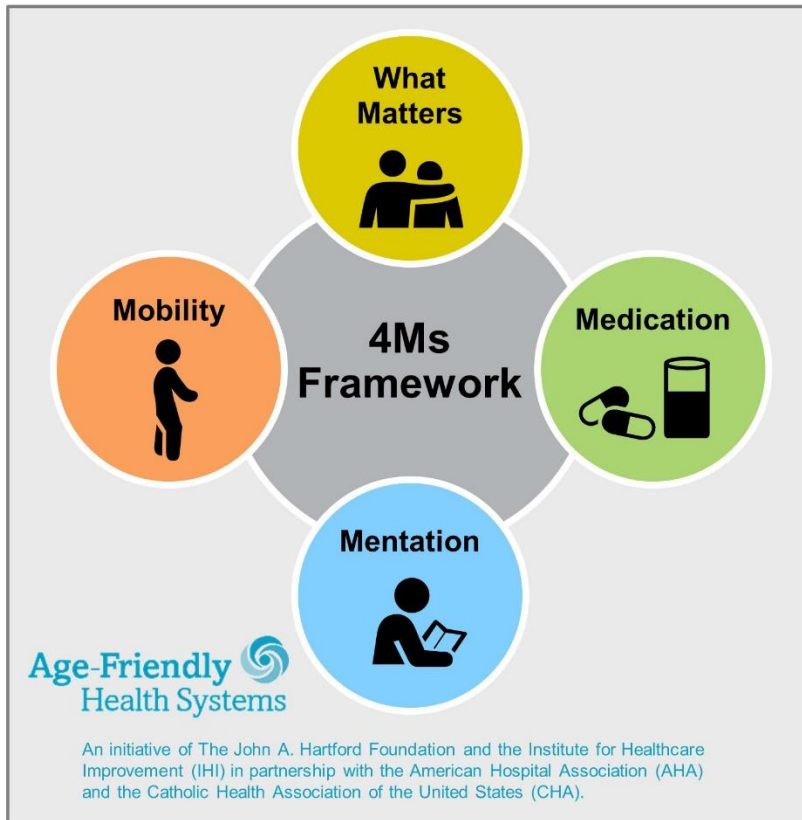 What
Matters
Mobility
4Ms
Framework
Medication
Mentation
Age-Friendly
Health Systems
An initiative of The John A. Hartford Foundation and the Institute for Healthcare
Improvement (IHI) in partnership with the American Hospital Association (AHA)
and the Catholic Health Association of the United States (CHA).